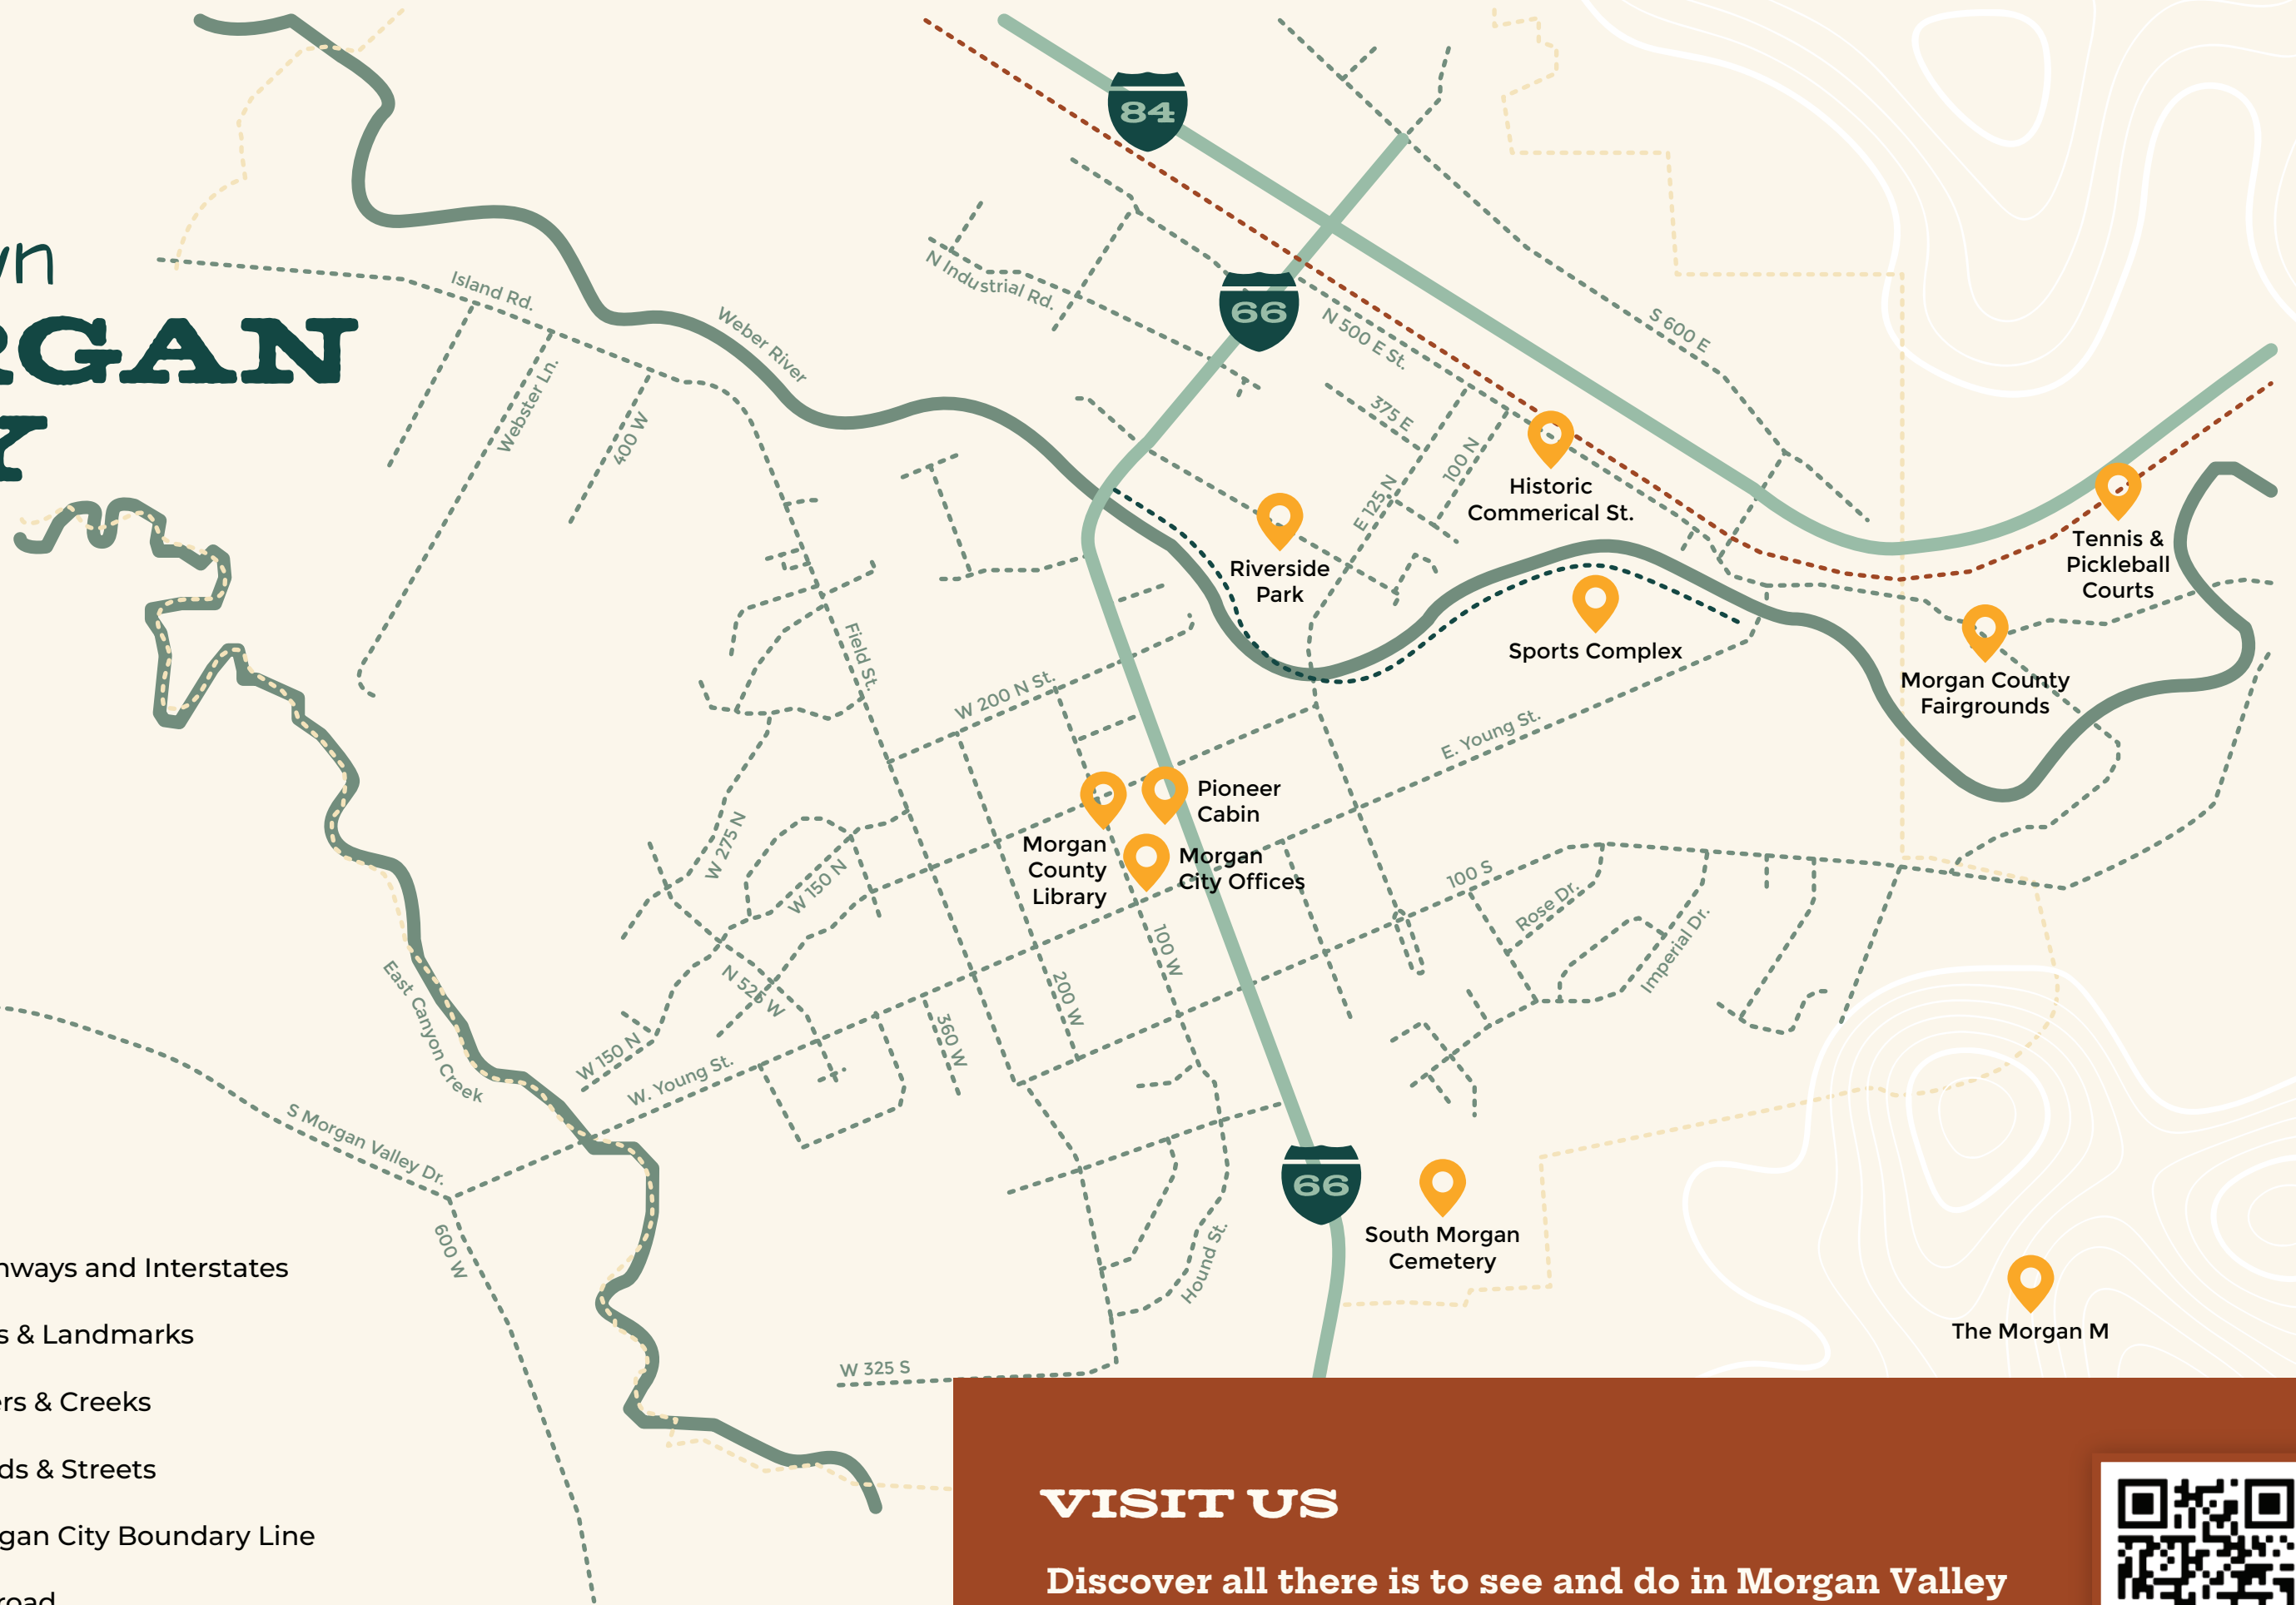 84
66
N Industrial Rd.
Island Rd.
Weber River
N 500 E St.
S 600 E
RGAN
Webster Ln.
400 W
375 E
100 N
E 125 N
Historic
Commerical St.
Riverside
Park
Tennis &
Pickleball
Courts
Sports Complex
Morgan County
Fairgrounds
Field St.
W 200 N St.
E. Young St.
Pioneer
Cabin
Morgan
County
Library
Morgan
City Offices
W 275 N
W 150 N
100 S
Rose Dr.
Imperial Dr.
100 W
200 W
N 525 W
360 W
East Canyon Creek
W 150 N
W. Young St.
S Morgan Valley Dr.
600 W
66
South Morgan
Cemetery
Hound St.
The Morgan M
W 325 S
hways and Interstates
s & Landmarks
ers & Creeks
ds & Streets
gan City Boundary Line
road
VISIT US
Discover all there is to see and do in Morgan Valley